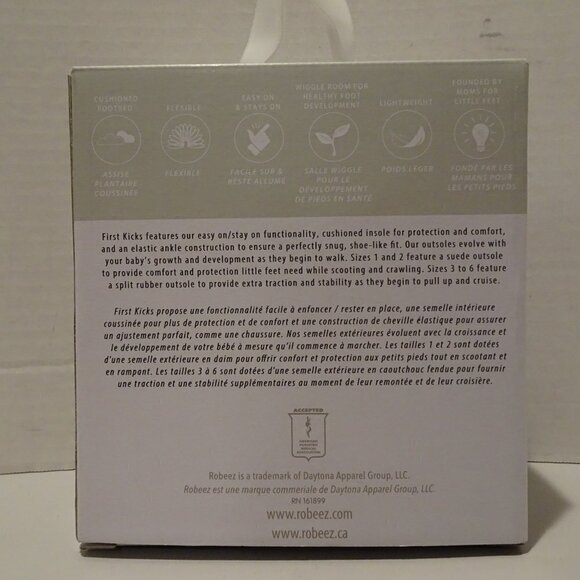 CUSHIONED
FOOTBED
FLEXIBLE
EASY ON
& STAYS ON
WIGGLE ROOM FOR
HEALTHY FOOT
DEVELOPMENT
LIGHTWEIGHT
FOUNDED BY
MOMS FOR
LITTLE FEET
ASSISE
PLANTAIRE
COUSSINÉE
FLEXIBLE
FACILE SUR &
RESTE ALLUMÉ
SALLE WIGGLE
POUR LE
DÉVELOPPEMENT
DE PIEDS EN SANTÉ
POIDS LÉGER
FONDÉ PAR LES
MAMANS POUR
LES PETITS PIEDS
First Kicks features our easy on/stay on functionality, cushioned insole for protection and comfort,
and an elastic ankle construction to ensure a perfectly snug, shoe-like fit. Our outsoles evolve with
your baby's growth and development as they begin to walk. Sizes 1 and 2 feature a suede outsole
to provide comfort and protection little feet need while scooting and crawling. Sizes 3 to 6 feature
a split rubber outsole to provide extra traction and stability as they begin to pull up and cruise.
First Kicks propose une fonctionnalité facile à enfoncer / rester en place, une semelle intérieure
coussinée pour plus de protection et de confort et une construction de cheville élastique pour assurer
un ajustement parfait, comme une chaussure. Nos semelles extérieures évoluent avec la croissance et
le développement de votre bébé à mesure qu'il commence à marcher. Les tailles 1 et 2 sont dotées
d'une semelle extérieure en daim pour offrir confort et protection aux petits pieds tout en scootant et
en rampant. Les tailles 3 à 6 sont dotées d'une semelle extérieure en caoutchouc fendue pour fournir
une traction et une stabilité supplémentaires au moment de leur remontée et de leur croisière.
ACCEPTED
AMERICAN
PODIATRIC
MEDICAL
ASSOCIATION
Robeez is a trademark of Daytona Apparel Group, LLC.
Robeez est une marque commeriale de Daytona Apparel Group, LLC.
RN 161899
www.robeez.com
www.robeez.ca